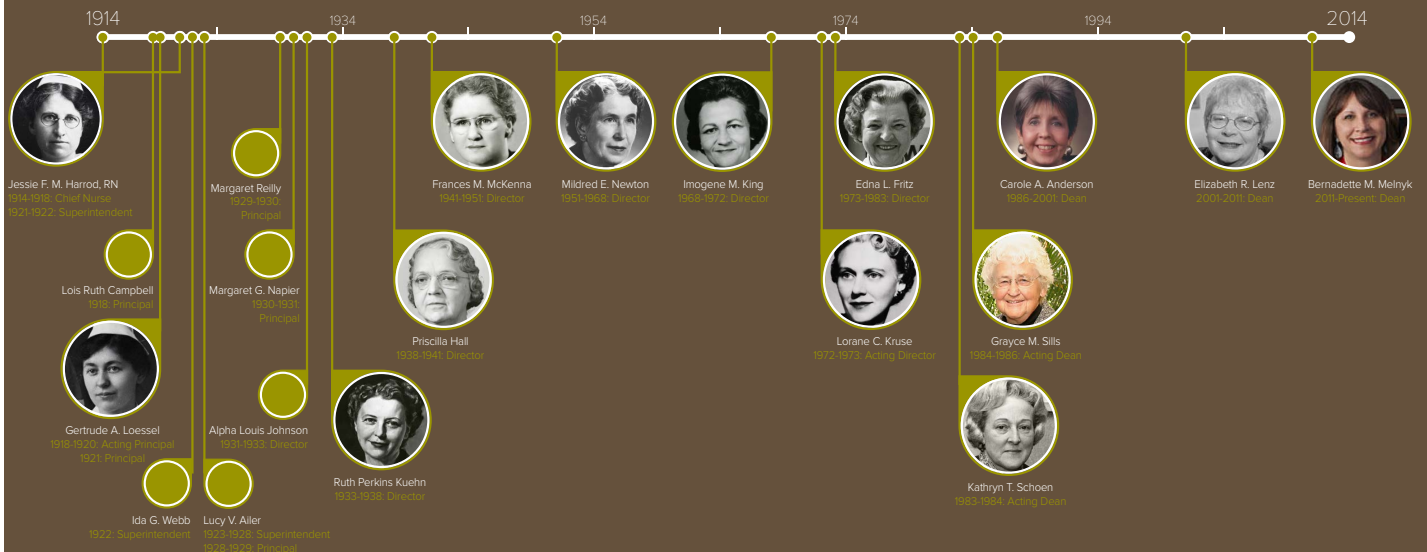 1914
1934
1954
1974
1994
2014
Jessie F. M. Harrod, RN
1914-1918: Chief Nurse
1921-1922: Superintendent
Lois Ruth Campbell
1918: Principal
Gertrude A. Loessel
1918-1920: Acting Principal
1921: Principal
Ida G. Webb
1922: Superintendent
Lucy V. Ailer
1923-1928: Superintendent
1928-1929: Principal
Margaret Reilly
1929-1930:
Principal
Margaret G. Napier
1930-1931:
Principal
Alpha Louis Johnson
1931-1933: Director
Ruth Perkins Kuehn
1933-1938: Director
Priscilla Hall
1938-1941: Director
Frances M. McKenna
1941-1951: Director
Mildred E. Newton
1951-1968: Director
Imogene M. King
1968-1972: Director
Lorane C. Kruse
1972-1973: Acting Director
Edna L. Fritz
1973-1983: Director
Kathryn T. Schoen
1983-1984: Acting Dean
Grayce M. Sills
1984-1986: Acting Dean
Carole A. Anderson
1986-2001: Dean
Elizabeth R. Lenz
2001-2011: Dean
Bernadette M. Melnyk
2011-Present: Dean